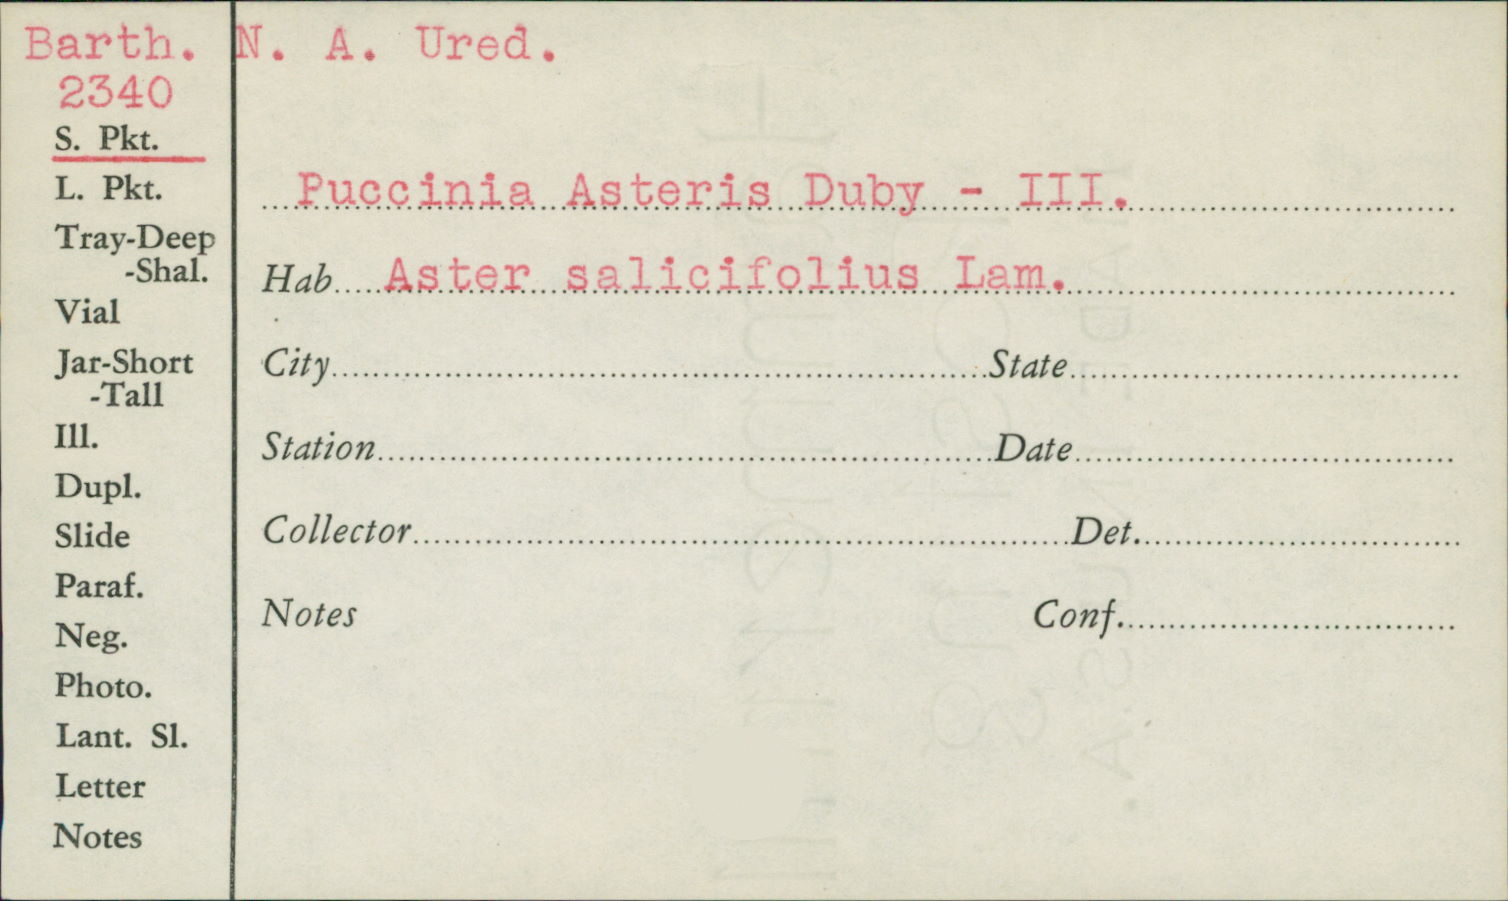 Barth. N. A. Ured.
2340
S. Pkt.
L. Pkt.
Tray-Deep
-Shal.
Vial
Jar-Short
-Tall
Ill.
Dupl.
Slide
Paraf.
Neg.
Photo.
Lant. Sl.
Letter
Notes
Puccinia Asteris Duby - III.
Hab. Aster salicifolius Lam.
City State
Station Date
Collector Det.
Notes Conf.